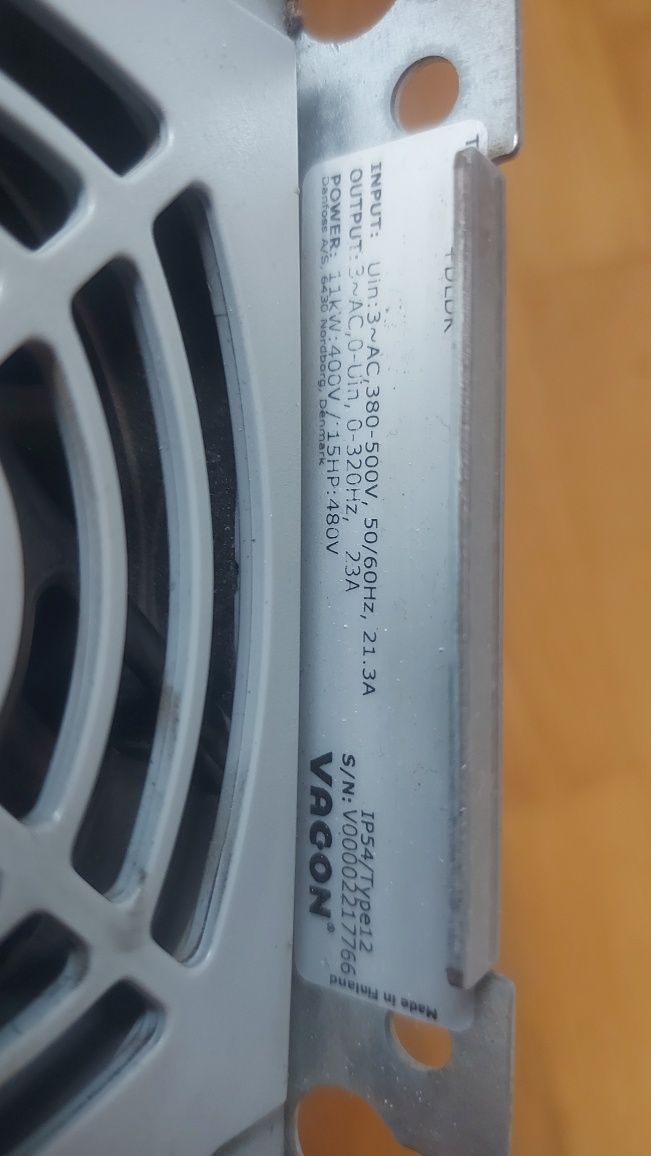 INPUT: Uin:3~AC,380-500V, 50/60Hz, 21.3A
OUTPUT:3~AC,0-Uin, 0-320Hz, 23A
POWER: 11kW:400V / 15HP:480V
Danfoss A/S, 6430 Nordborg, Denmark
IP54/Type12
S/N:V00002217766
VACON®
Made in Finland